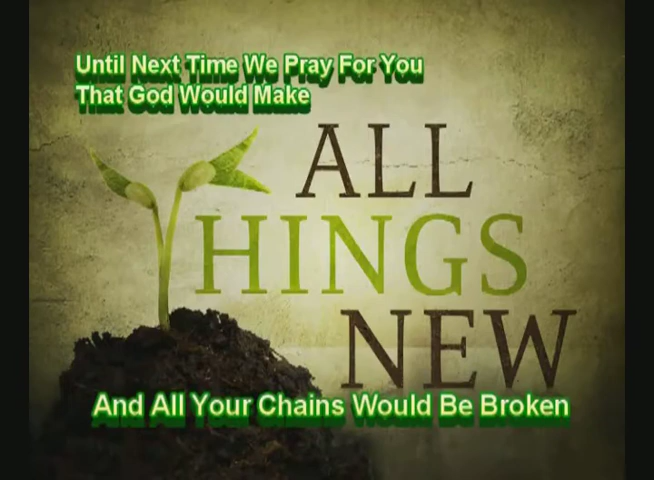 Until Next Time We Pray For You
That God Would Make
ALL
THINGS
NEW
And All Your Chains Would Be Broken